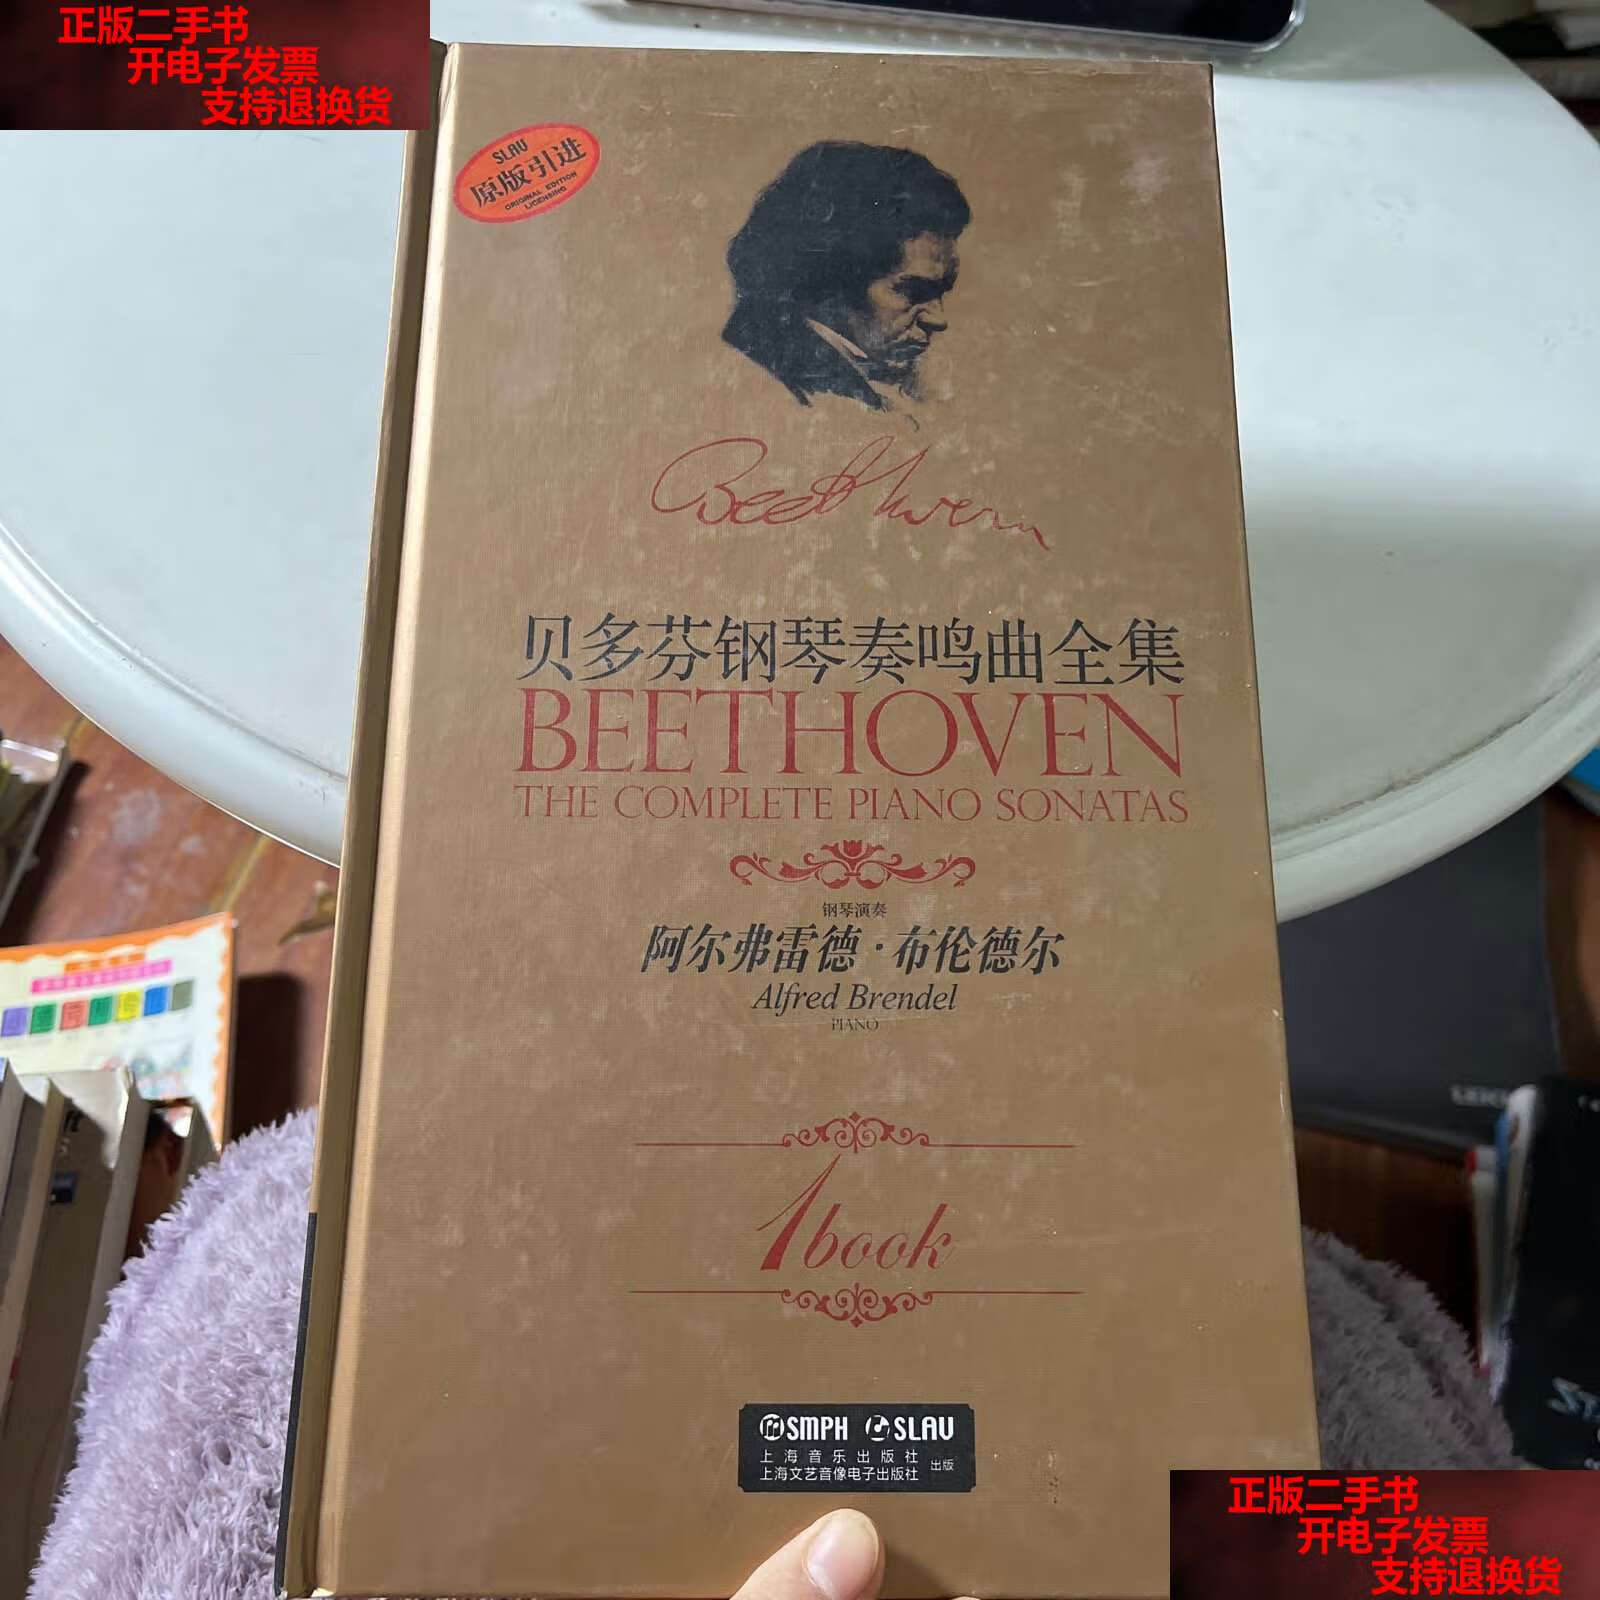 正版二手书
开电子发票
支持退换货
SLAV
原版引进
ORIGINAL EDITION
LICENSING
Beethoven
贝多芬钢琴奏鸣曲全集
BEETHOVEN
THE COMPLETE PIANO SONATAS
钢琴演奏
阿尔弗雷德·布伦德尔
Alfred Brendel
PIANO
1book
SMPH SLAV
上海音乐出版社
上海文艺音像电子出版社 出版
正版二手书
开电子发票
支持退换货